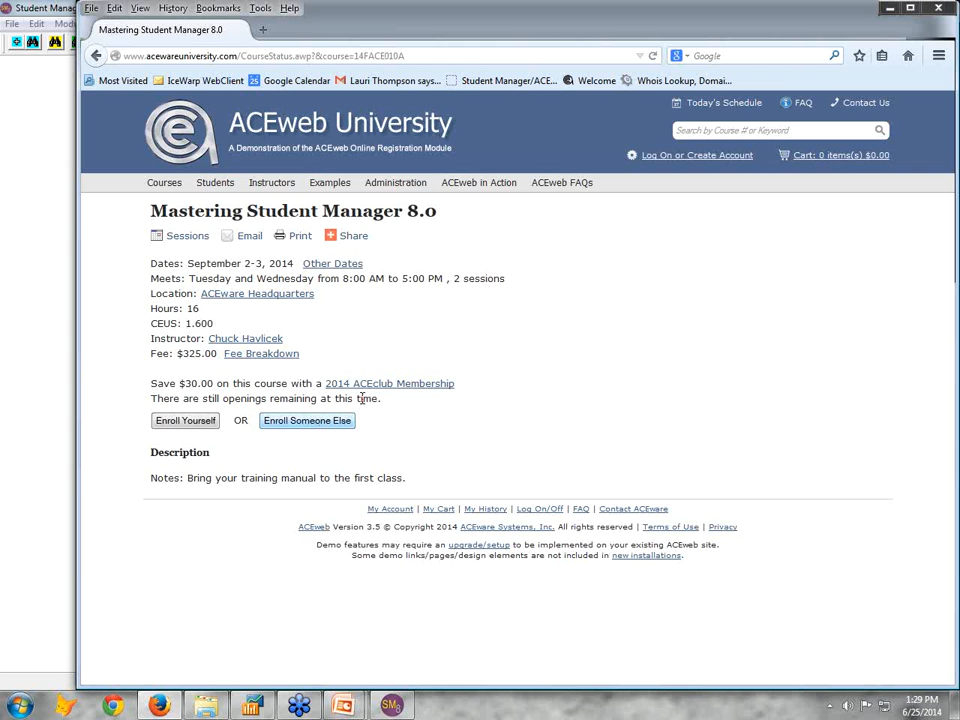 Student Manager
File Edit Mod
File Edit View History Bookmarks Tools Help
Mastering Student Manager 8.0
www.acewareuniversity.com/CourseStatus.awp?&course=14FACE010A
Google
Most Visited IceWarp WebClient Google Calendar Lauri Thompson says... Student Manager/ACE... Welcome Whois Lookup, Domai...
Today's Schedule FAQ Contact Us
ACEweb University
A Demonstration of the ACEweb Online Registration Module
Search by Course # or Keyword
Log On or Create Account Cart: 0 items(s) $0.00
Courses Students Instructors Examples Administration ACEweb in Action ACEweb FAQs
Mastering Student Manager 8.0
Sessions Email Print Share
Dates: September 2-3, 2014 Other Dates
Meets: Tuesday and Wednesday from 8:00 AM to 5:00 PM , 2 sessions
Location: ACEware Headquarters
Hours: 16
CEUS: 1.600
Instructor: Chuck Havlicek
Fee: $325.00 Fee Breakdown
Save $30.00 on this course with a 2014 ACEclub Membership
There are still openings remaining at this time.
Enroll Yourself OR Enroll Someone Else
Description
Notes: Bring your training manual to the first class.
My Account | My Cart | My History | Log On/Off | FAQ | Contact ACEware
ACEweb Version 3.5 © Copyright 2014 ACEware Systems, Inc. All rights reserved | Terms of Use | Privacy
Demo features may require an upgrade/setup to be implemented on your existing ACEweb site.
Some demo links/pages/design elements are not included in new installations.
SM8
1:29 PM
6/25/2014